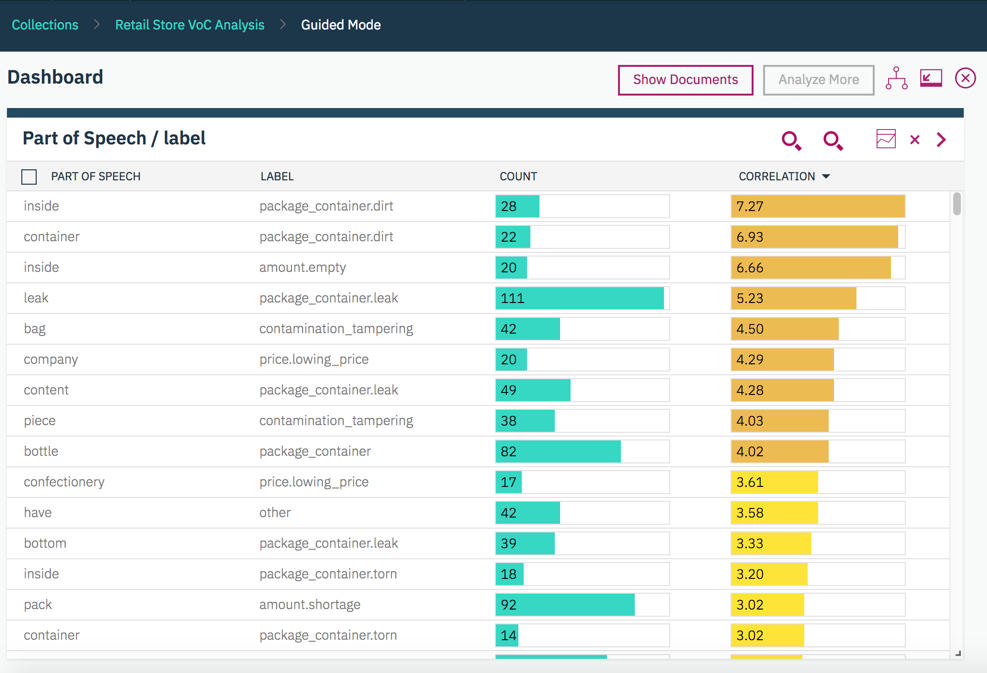 Collections > Retail Store VoC Analysis > Guided Mode
Dashboard
Show Documents
Analyze More
Part of Speech / label
PART OF SPEECH LABEL COUNT CORRELATION
inside package_container.dirt 28 7.27
container package_container.dirt 22 6.93
inside amount.empty 20 6.66
leak package_container.leak 111 5.23
bag contamination_tampering 42 4.50
company price.lowing_price 20 4.29
content package_container.leak 49 4.28
piece contamination_tampering 38 4.03
bottle package_container 82 4.02
confectionery price.lowing_price 17 3.61
have other 42 3.58
bottom package_container.leak 39 3.33
inside package_container.torn 18 3.20
pack amount.shortage 92 3.02
container package_container.torn 14 3.02